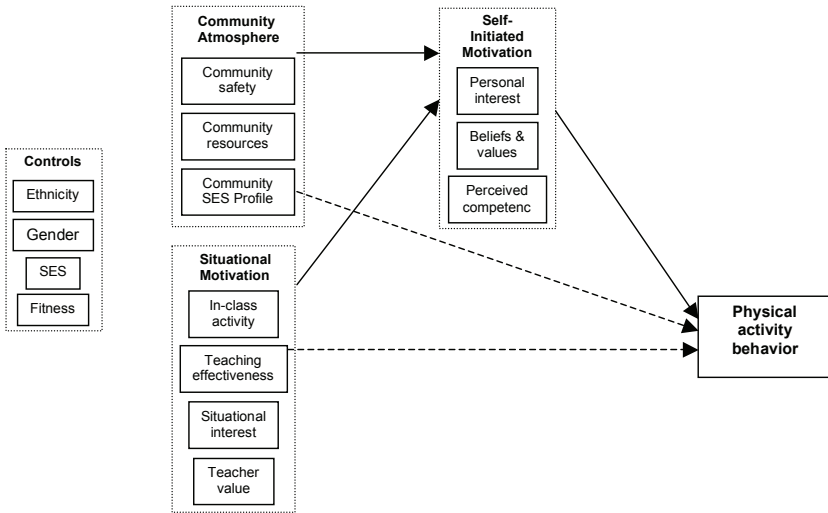 Controls
Ethnicity
Gender
SES
Fitness
Community
Atmosphere
Community
safety
Community
resources
Community
SES Profile
Situational
Motivation
In-class
activity
Teaching
effectiveness
Situational
interest
Teacher
value
Self-
Initiated
Motivation
Personal
interest
Beliefs &
values
Perceived
competenc
Physical
activity
behavior